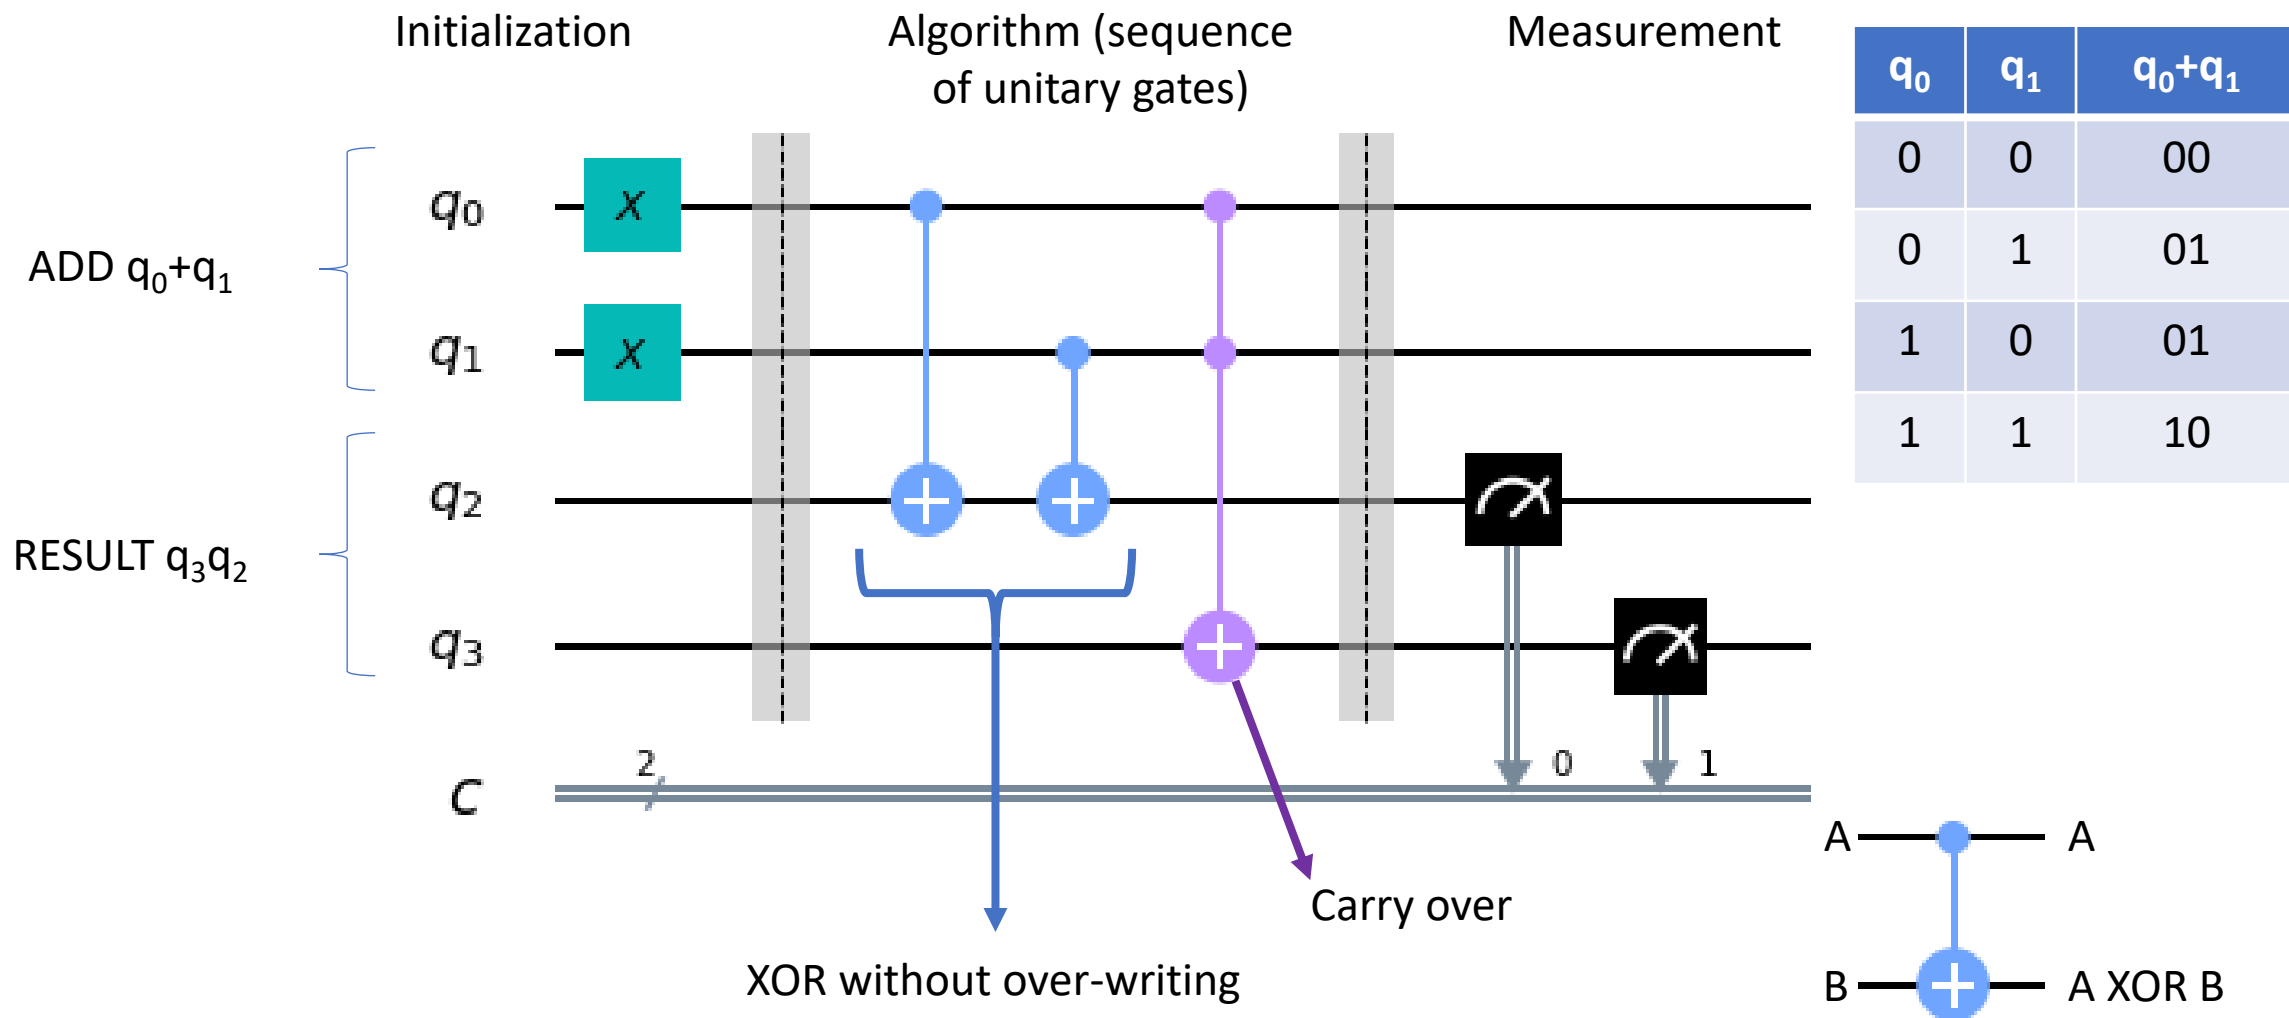 Initialization
Algorithm (sequence
of unitary gates)
Measurement
q0 q1 q0+q1
0 0 00
0 1 01
1 0 01
1 1 10
ADD q0+q1
RESULT q3q2
q0 X
q1 X
q2
q3
C 2 0 1
Carry over
XOR without over-writing
A A
B A XOR B